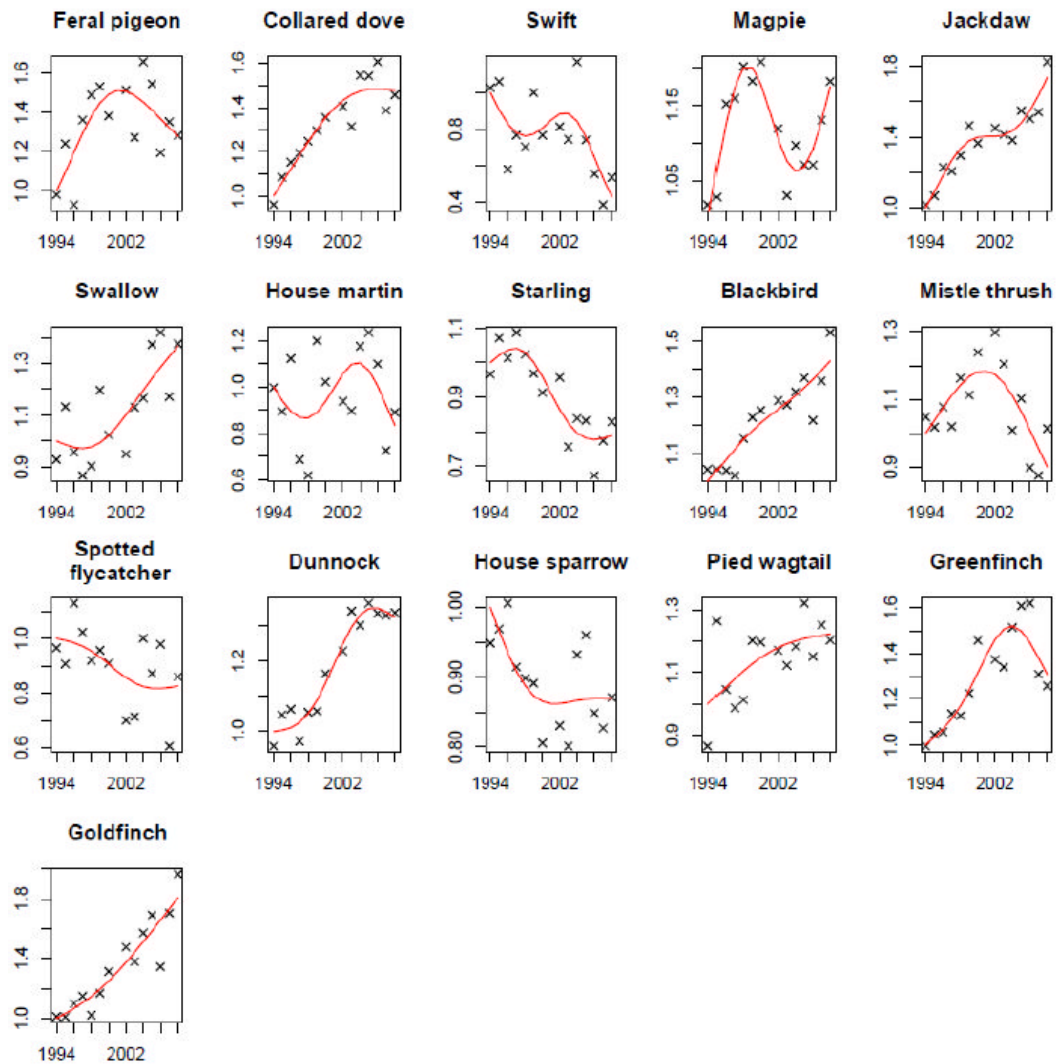 Feral pigeon
Collared dove
Swift
Magpie
Jackdaw
1.0 1.2 1.4 1.6
1994 2002
1.0 1.2 1.4 1.6
1994 2002
0.4 0.8
1994 2002
1.05 1.15
1994 2002
1.0 1.2 1.4 1.6 1.8
1994 2002
Swallow
House martin
Starling
Blackbird
Mistle thrush
0.9 1.1 1.3
1994 2002
0.6 0.8 1.0 1.2
1994 2002
0.7 0.9 1.1
1994 2002
1.1 1.3 1.5
1994 2002
0.9 1.1 1.3
1994 2002
Spotted
flycatcher
Dunnock
House sparrow
Pied wagtail
Greenfinch
0.6 0.8 1.0
1994 2002
1.0 1.2
1994 2002
0.80 0.90 1.00
1994 2002
0.9 1.1 1.3
1994 2002
1.0 1.2 1.4 1.6
1994 2002
Goldfinch
1.0 1.4 1.8
1994 2002